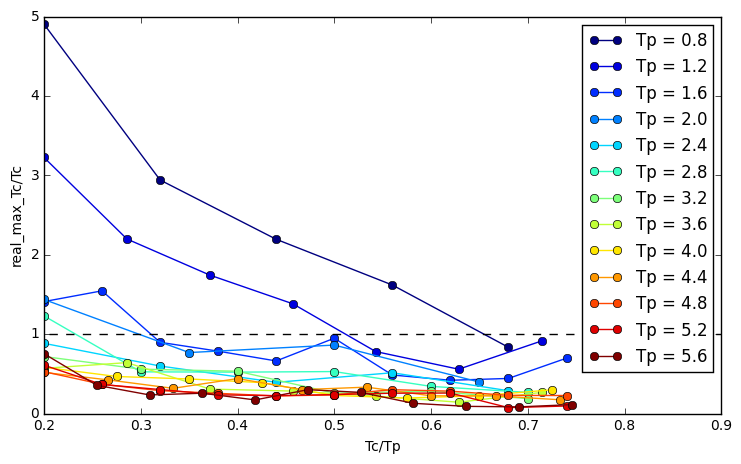 5
4
3
2
1
0
real_max_Tc/Tc
0.2
0.3
0.4
0.5
0.6
0.7
0.8
0.9
Tc/Tp
Tp = 0.8
Tp = 1.2
Tp = 1.6
Tp = 2.0
Tp = 2.4
Tp = 2.8
Tp = 3.2
Tp = 3.6
Tp = 4.0
Tp = 4.4
Tp = 4.8
Tp = 5.2
Tp = 5.6